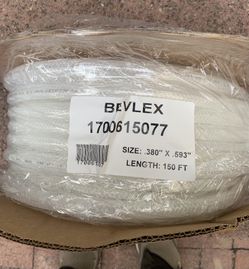 BEVLEX
1700615077
SIZE: .380" X .593"
LENGTH: 150 FT